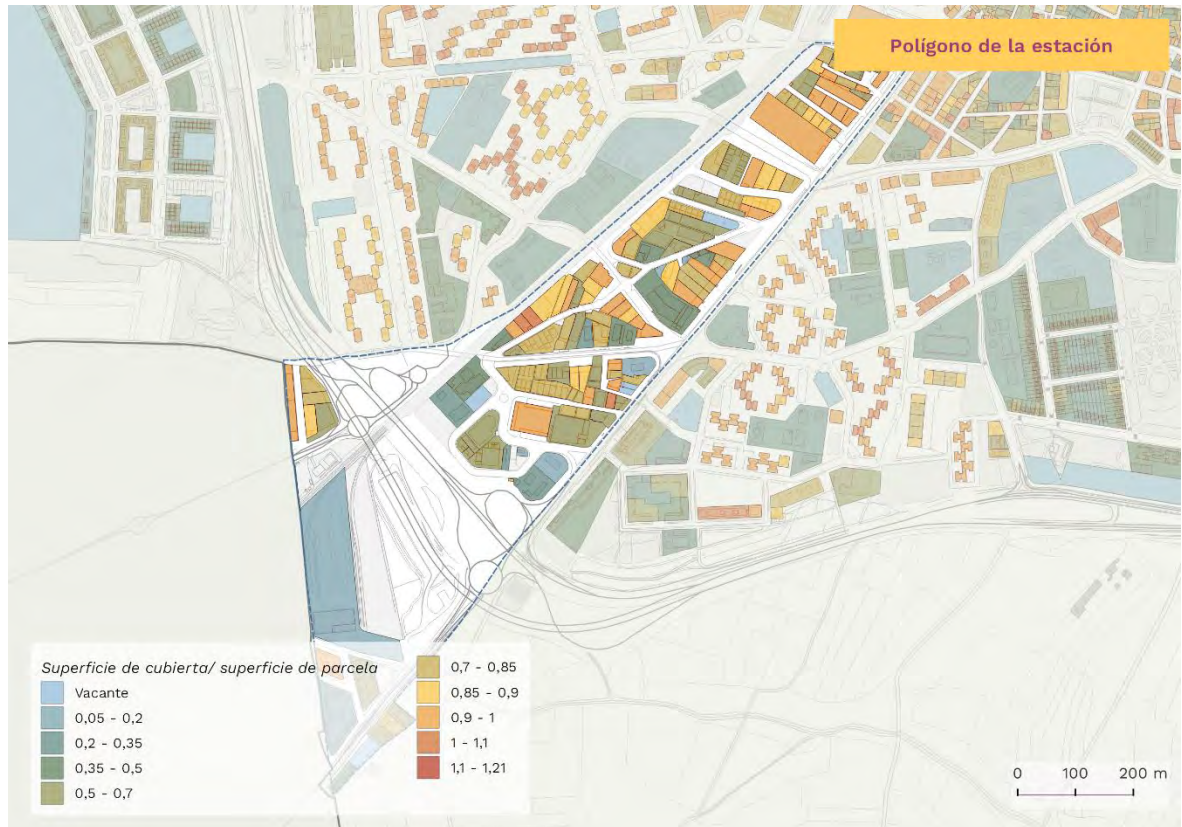 Polígono de la estación
Superficie de cubierta/ superficie de parcela
Vacante
0,05 - 0,2
0,2 - 0,35
0,35 - 0,5
0,5 - 0,7
0,7 - 0,85
0,85 - 0,9
0,9 - 1
1 - 1,1
1,1 - 1,21
0 100 200 m